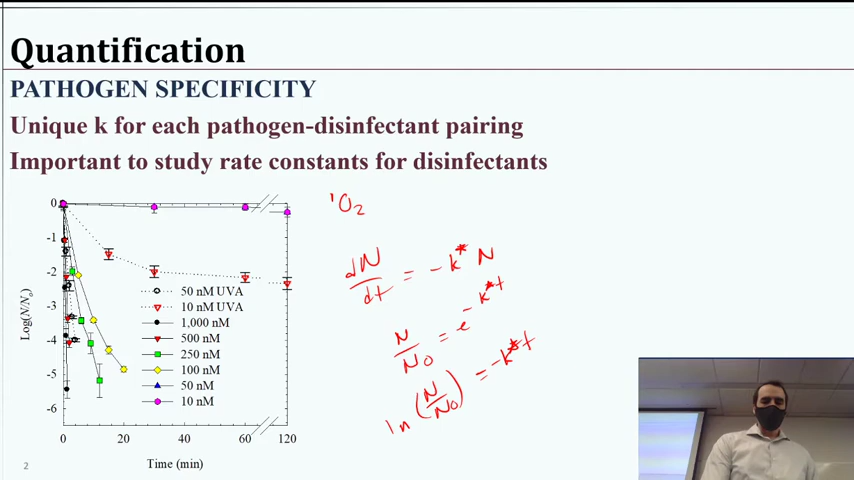 Quantification
PATHOGEN SPECIFICITY
Unique k for each pathogen-disinfectant pairing
Important to study rate constants for disinfectants
0
-1
-2
-3
-4
-5
-6
Log(N/N₀)
50 nM UVA
10 nM UVA
1,000 nM
500 nM
250 nM
100 nM
50 nM
10 nM
0 20 40 60 120
Time (min)
¹O₂
dN/dt = -k* N
N/N₀ = e^-k*t
ln(N/N₀) = -k*t
2